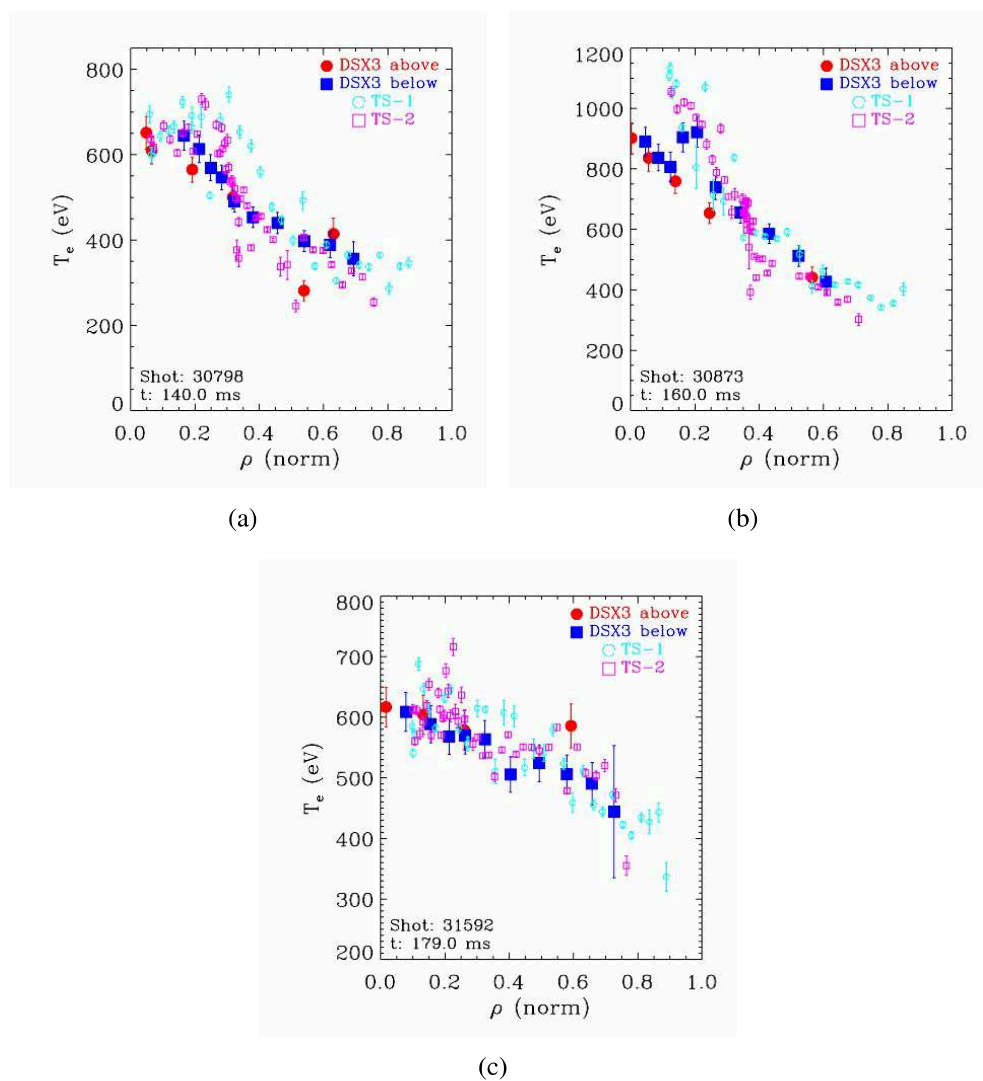 800
600
400
200
0
T_e (eV)
DSX3 above
DSX3 below
TS-1
TS-2
Shot: 30798
t: 140.0 ms
0.0 0.2 0.4 0.6 0.8 1.0
ρ (norm)
(a)
1200
1000
800
600
400
200
0
T_e (eV)
DSX3 above
DSX3 below
TS-1
TS-2
Shot: 30873
t: 160.0 ms
0.0 0.2 0.4 0.6 0.8 1.0
ρ (norm)
(b)
800
700
600
500
400
300
200
T_e (eV)
DSX3 above
DSX3 below
TS-1
TS-2
Shot: 31592
t: 179.0 ms
0.0 0.2 0.4 0.6 0.8 1.0
ρ (norm)
(c)